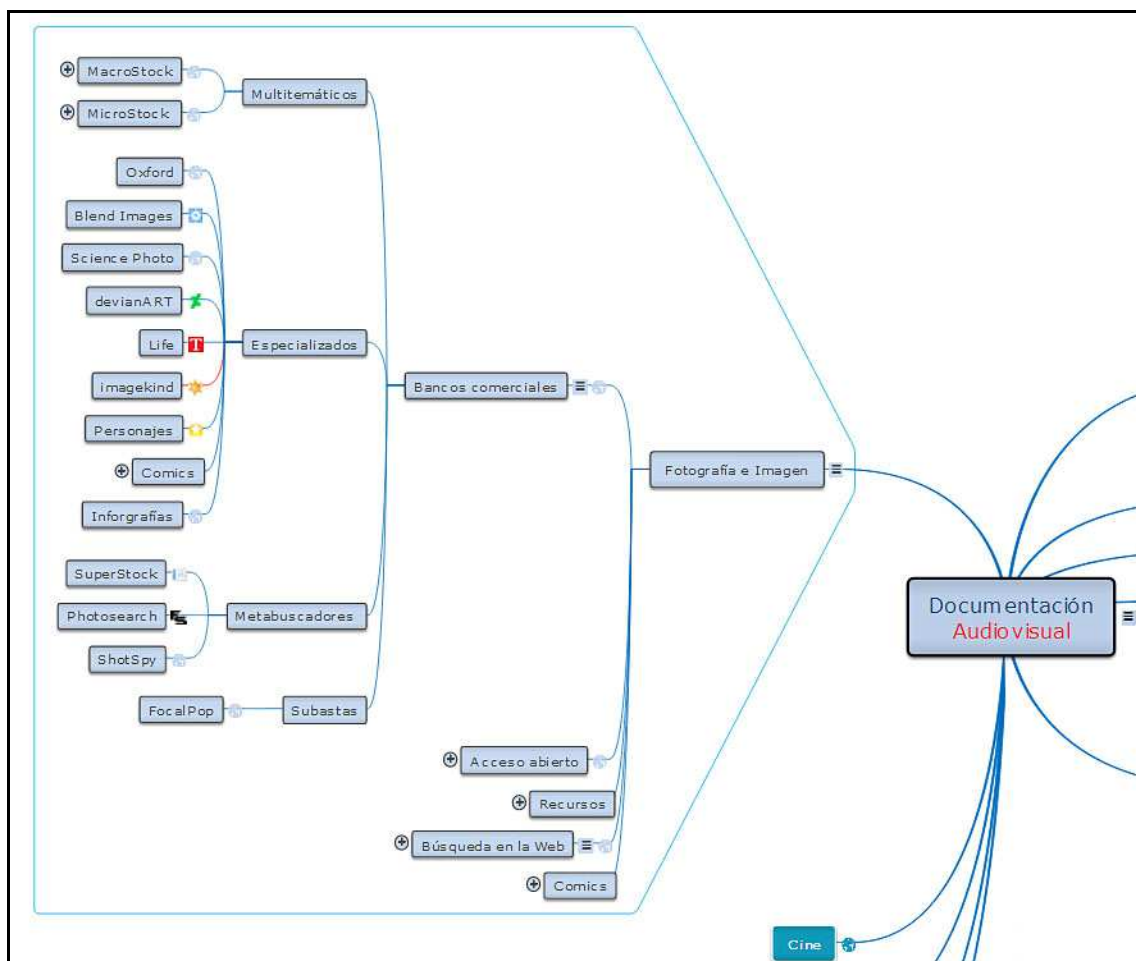 MacroStock
MicroStock
Multitemáticos
Oxford
Blend Images
Science Photo
devianART
Life
imagekind
Personajes
Comics
Inforgrafías
Especializados
SuperStock
Photosearch
ShotSpy
Metabuscadores
FocalPop
Subastas
Bancos comerciales
Acceso abierto
Recursos
Búsqueda en la Web
Comics
Fotografía e Imagen
Documentación
Audiovisual
Cine